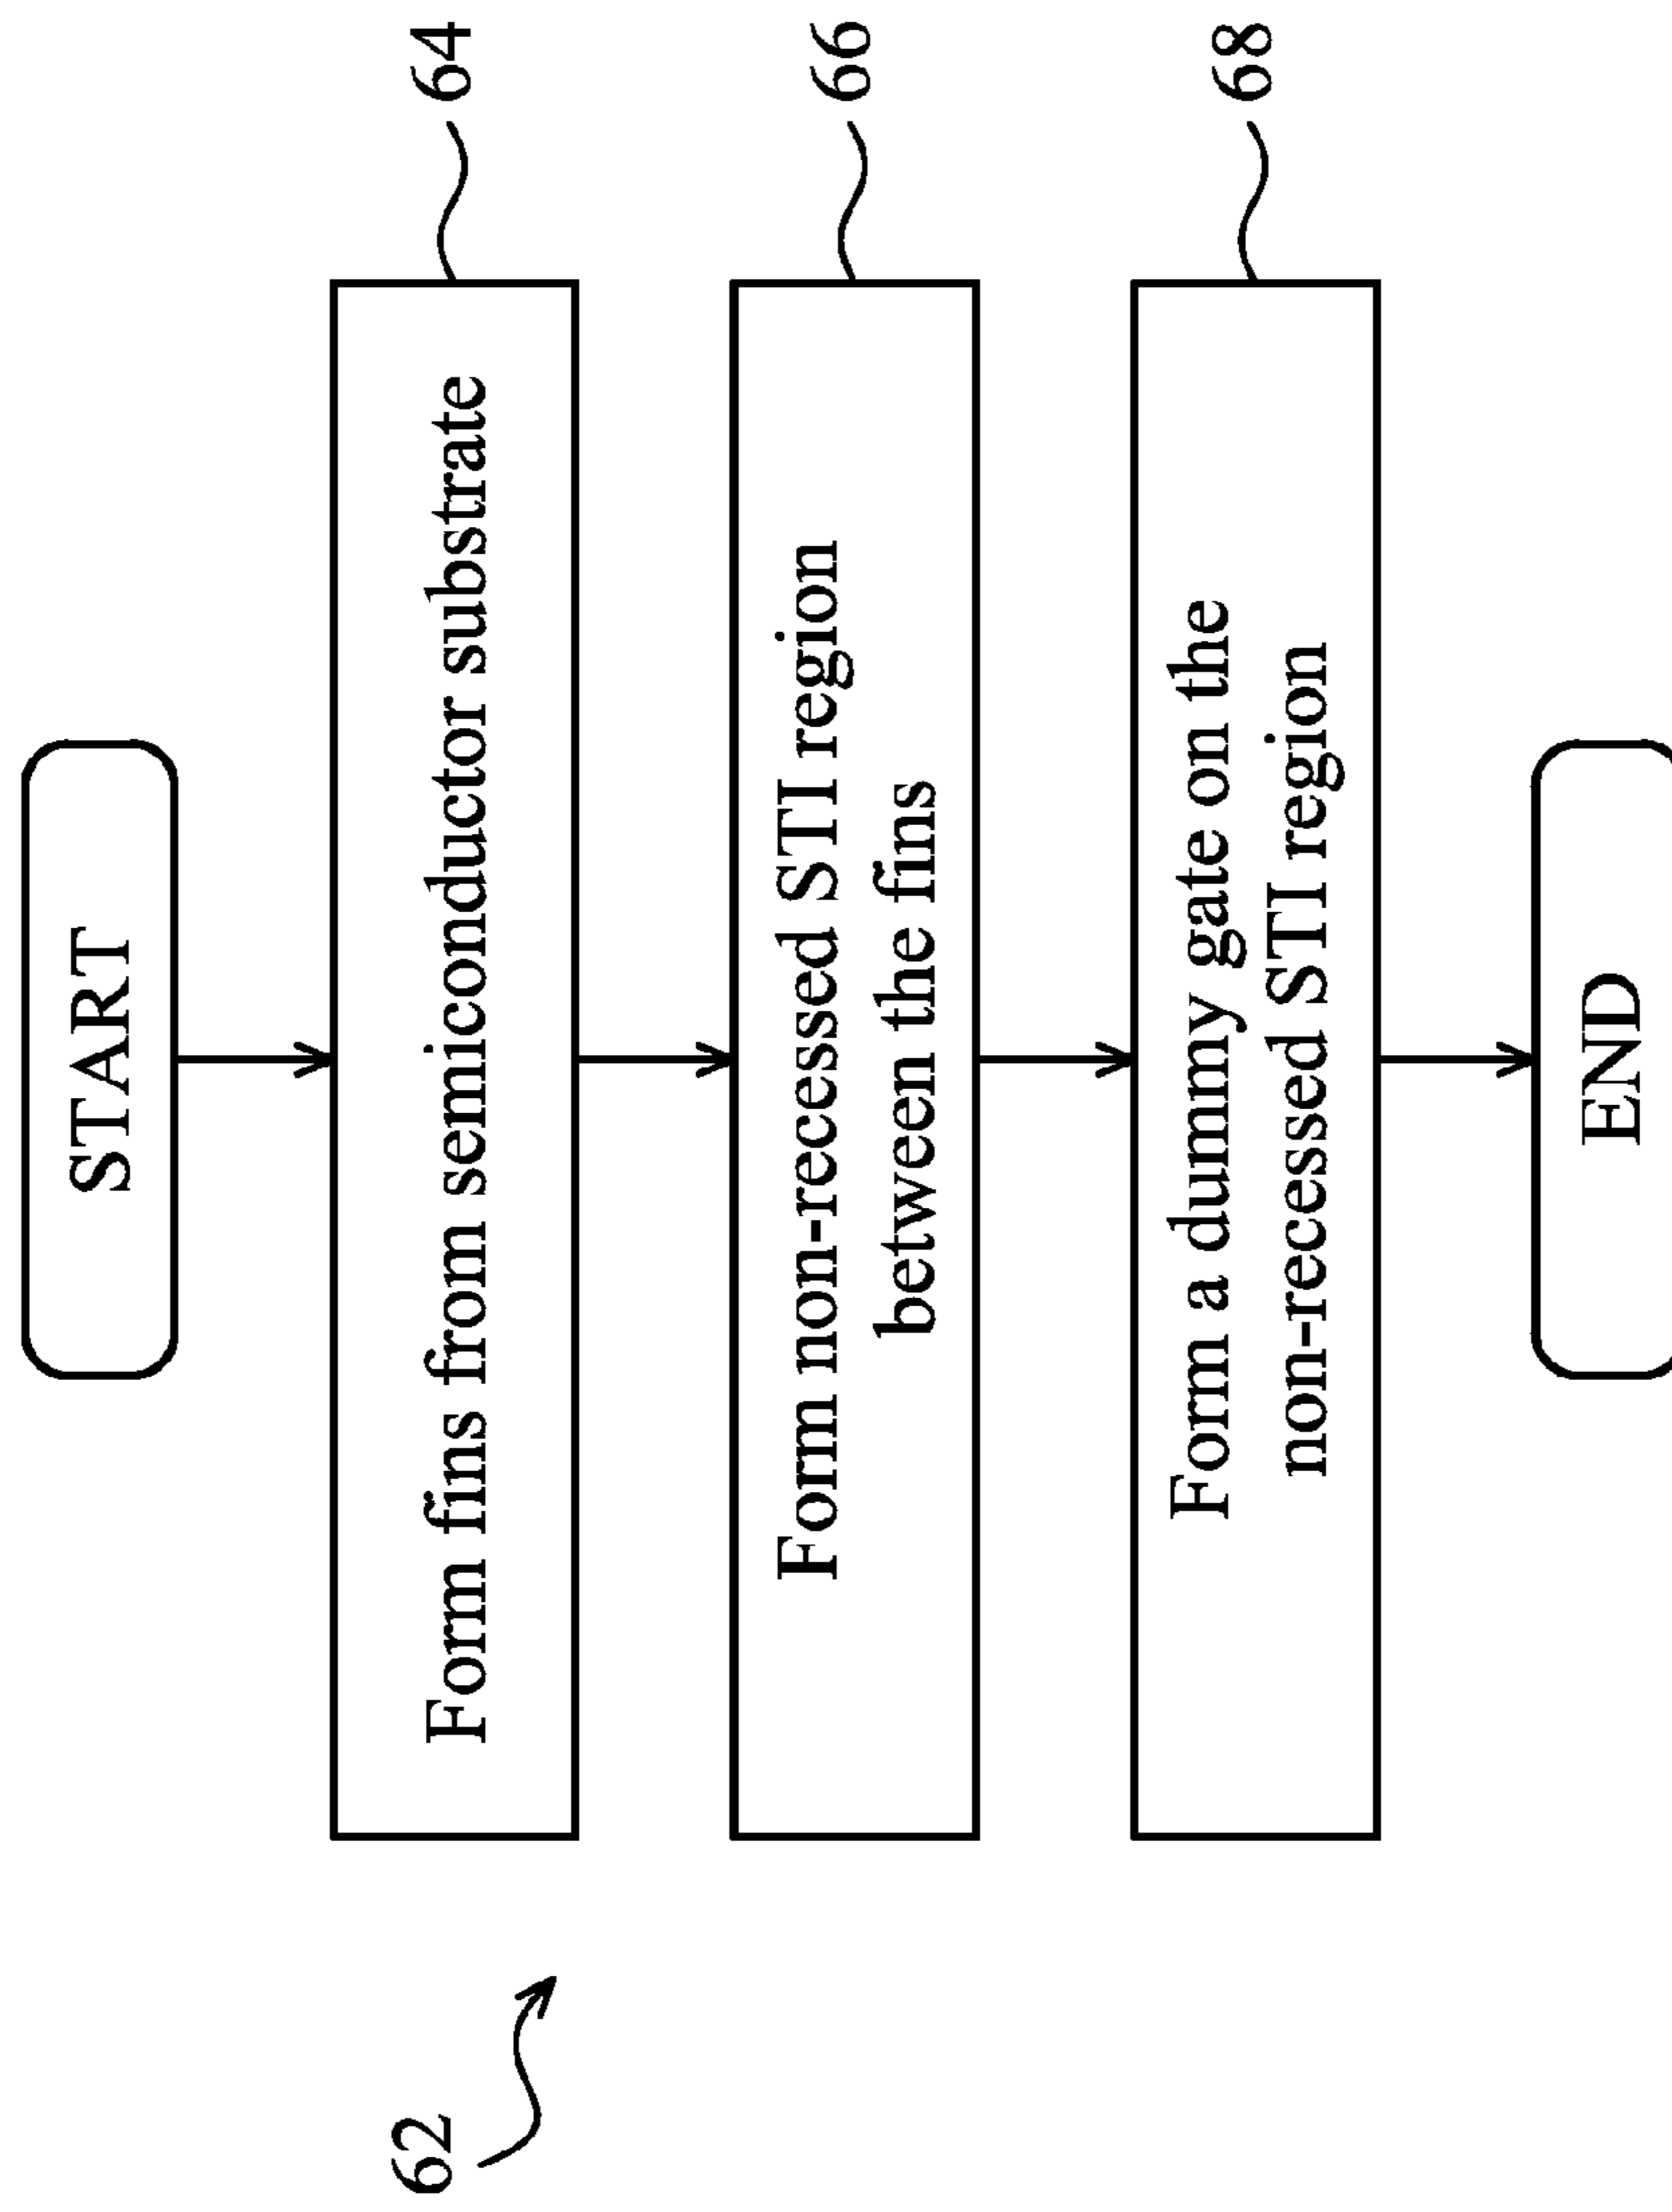 START
62
Form fins from semiconductor substrate
64
Form non-recessed STI region
between the fins
66
Form a dummy gate on the
non-recessed STI region
68
END